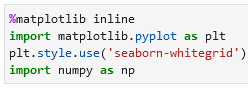 %matplotlib inline
import matplotlib.pyplot as plt
plt.style.use('seaborn-whitegrid')
import numpy as np